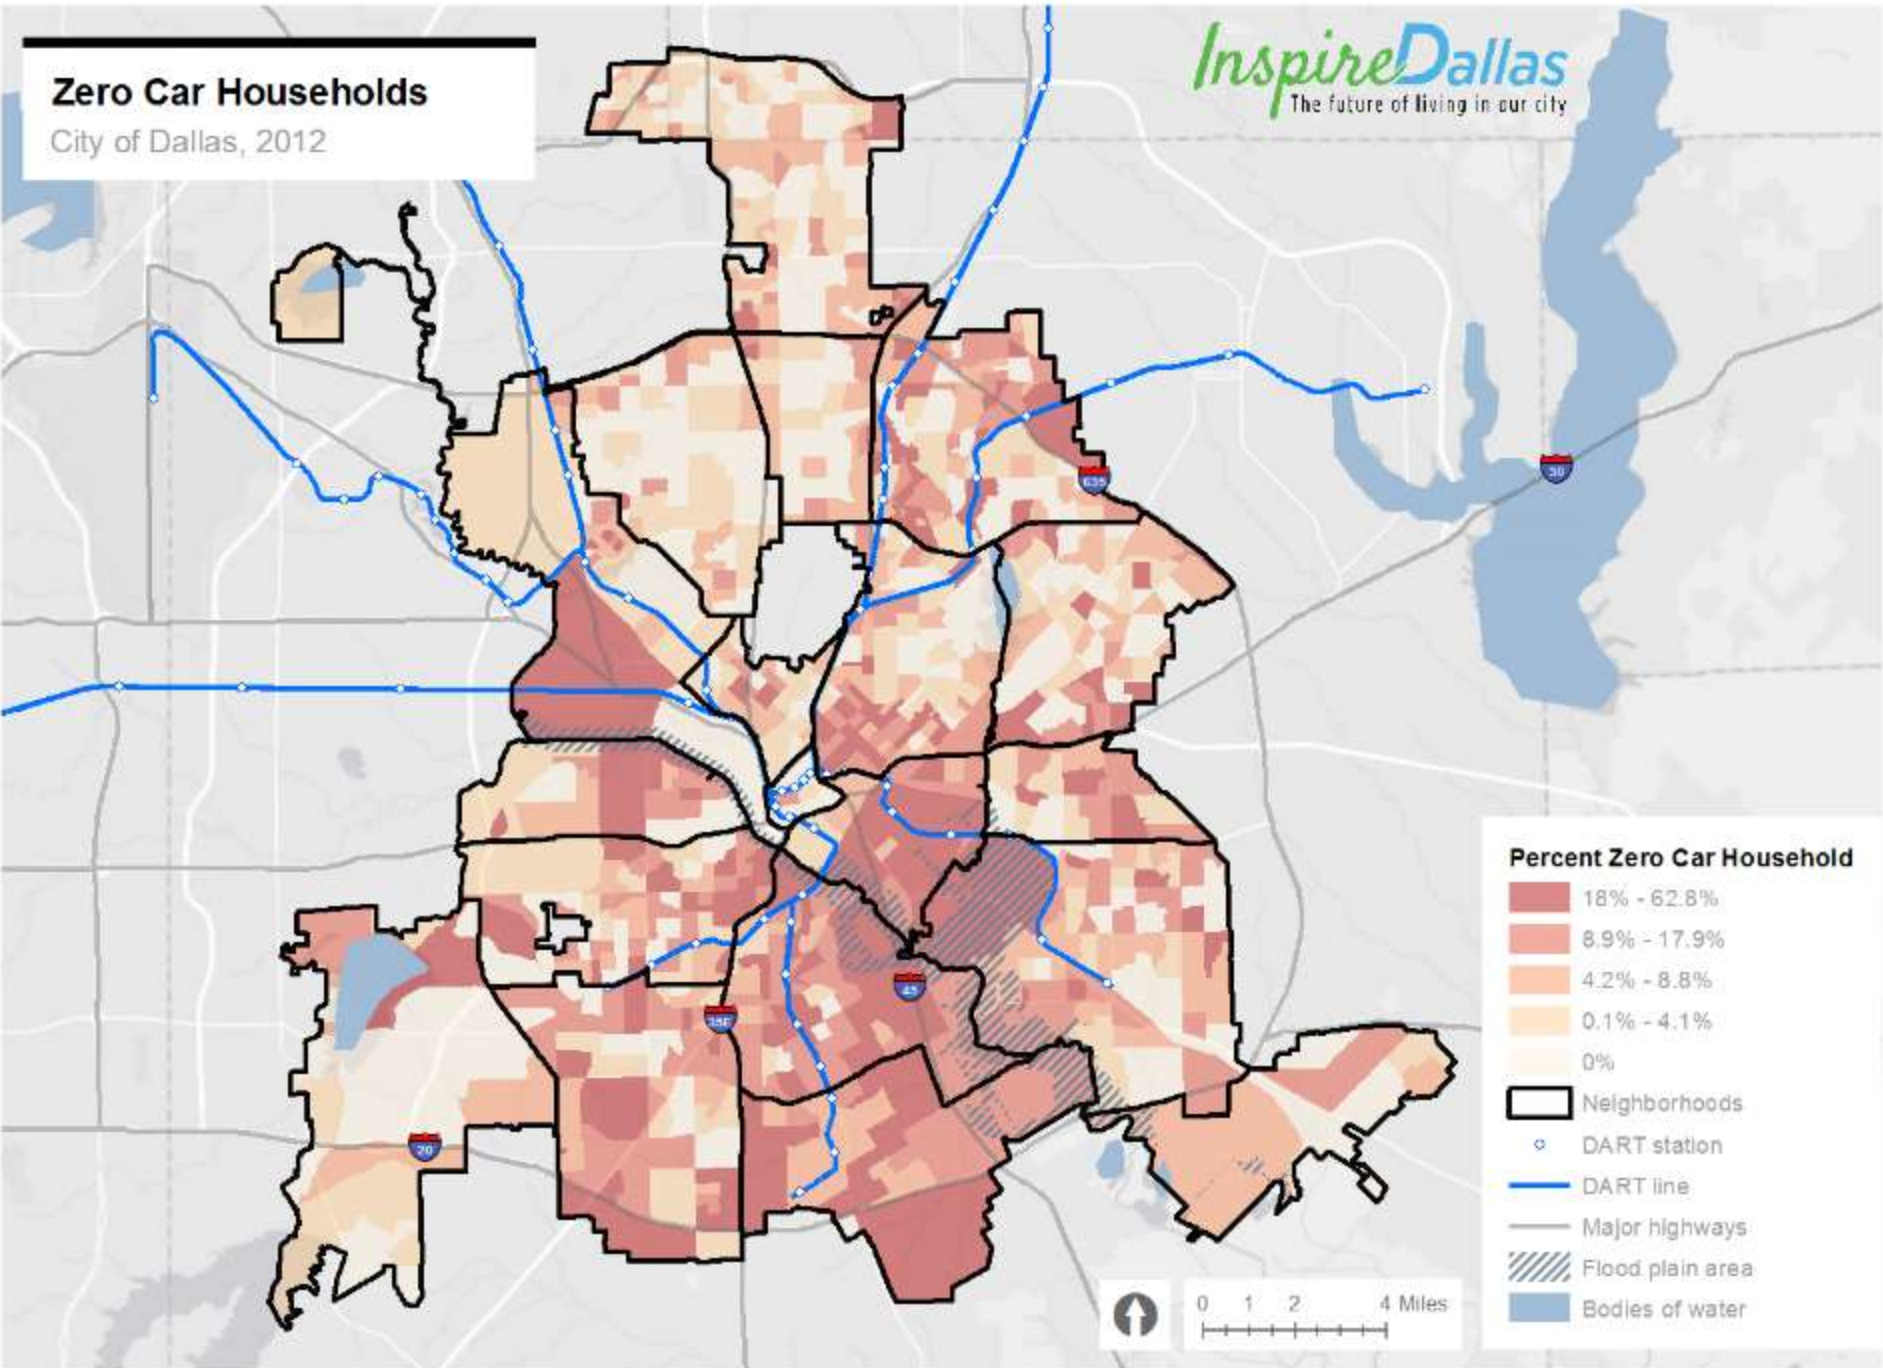 Zero Car Households
City of Dallas, 2012
InspireDallas
The future of living in our city
30
635
45
35E
20
Percent Zero Car Household
18% - 62.8%
8.9% - 17.9%
4.2% - 8.8%
0.1% - 4.1%
0%
Neighborhoods
DART station
DART line
Major highways
Flood plain area
Bodies of water
0 1 2 4 Miles